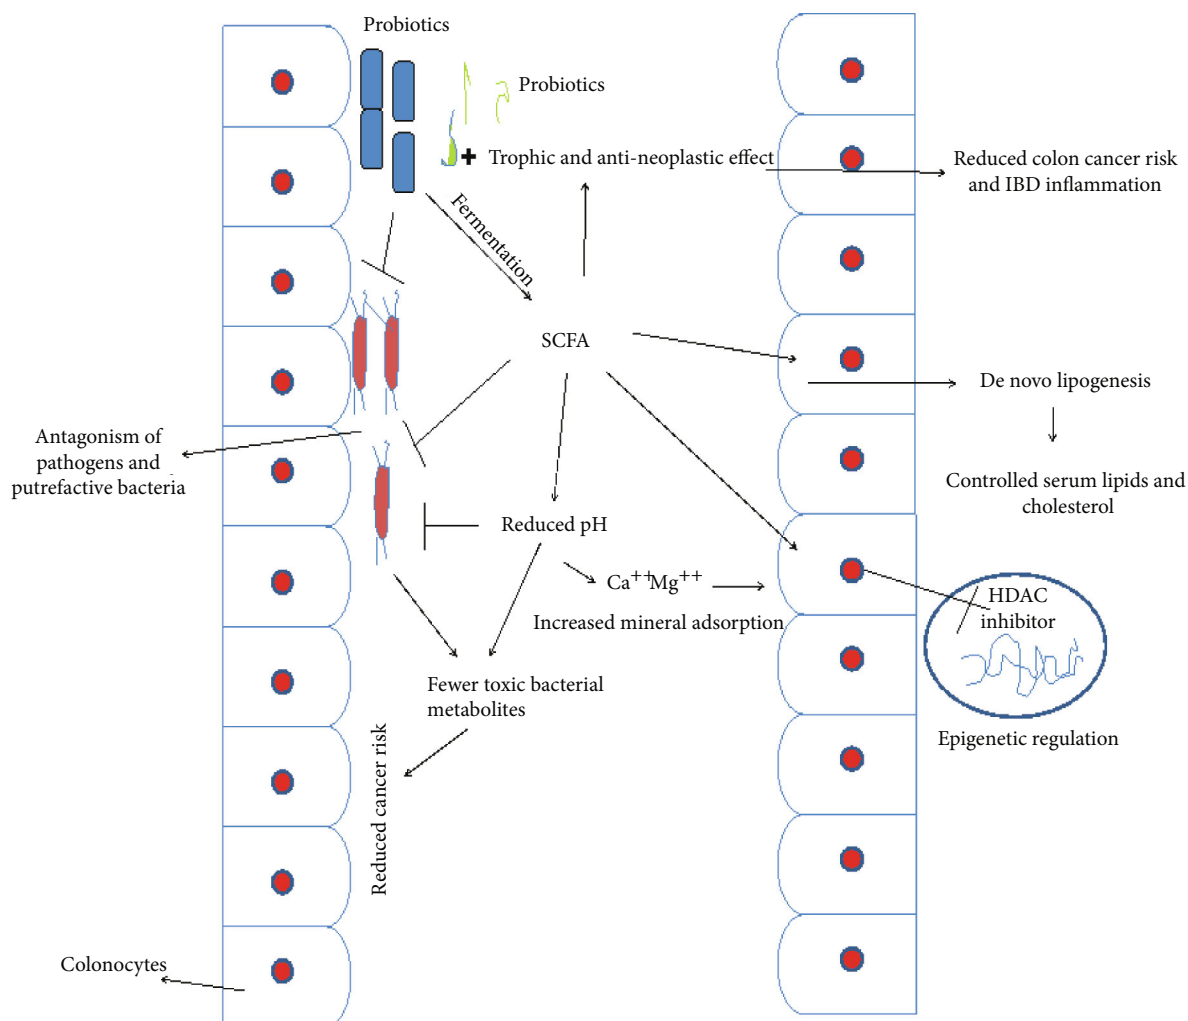 Probiotics
Probiotics
Trophic and anti-neoplastic effect
Reduced colon cancer risk
and IBD inflammation
Fermentation
SCFA
De novo lipogenesis
Controlled serum lipids and
cholesterol
Antagonism of
pathogens and
putrefactive bacteria
Reduced pH
Ca⁺⁺Mg⁺⁺
Increased mineral adsorption
HDAC
inhibitor
Epigenetic regulation
Fewer toxic bacterial
metabolites
Reduced cancer risk
Colonocytes